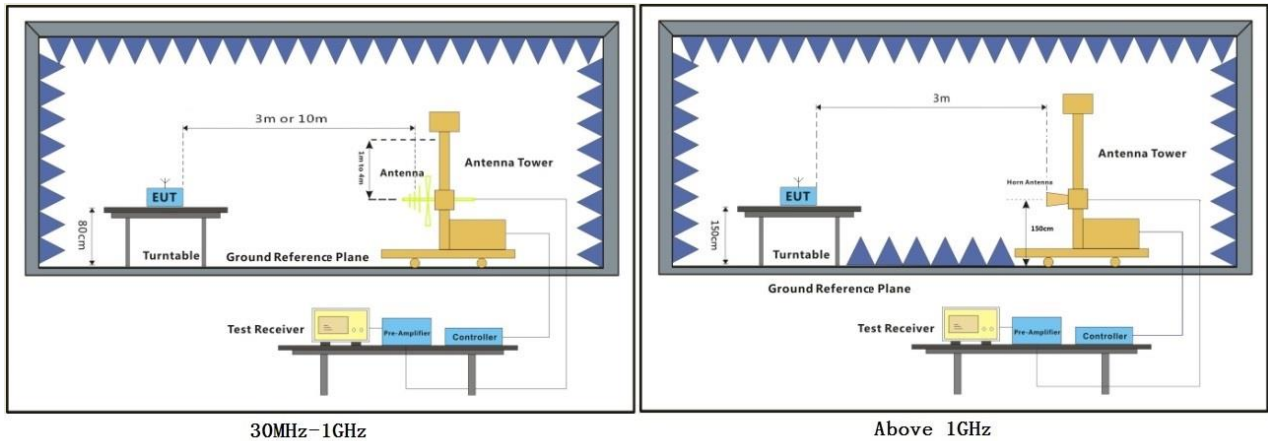 3m or 10m
1m to 4m
Antenna
Antenna Tower
EUT
80cm
Turntable
Ground Reference Plane
Test Receiver
Pre-Amplifier
Controller
30MHz-1GHz
3m
Antenna Tower
Horn Antenna
EUT
150cm
150cm
Turntable
Ground Reference Plane
Test Receiver
Pre-Amplifier
Controller
Above 1GHz